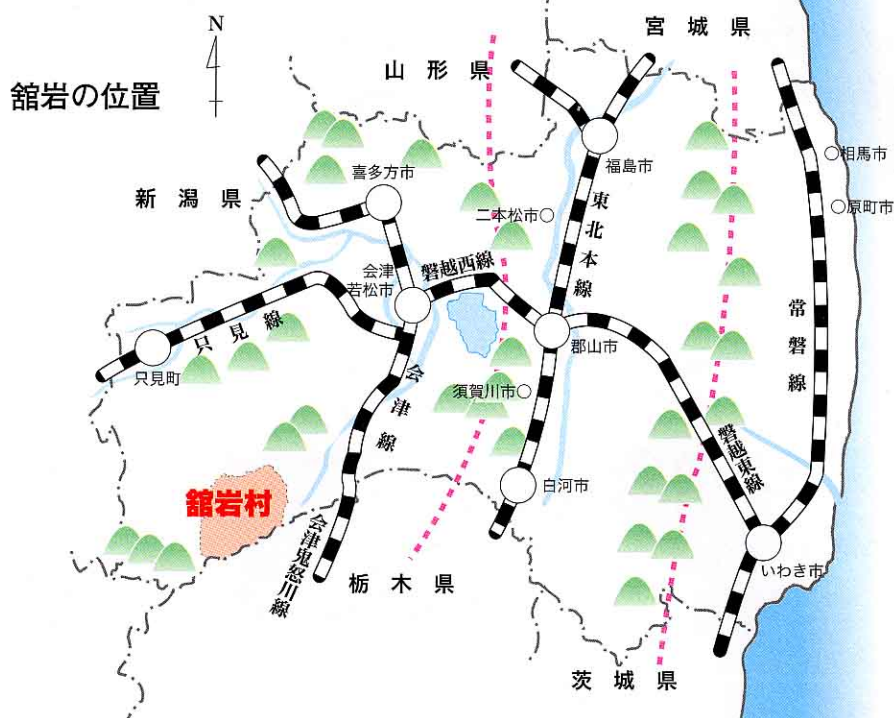 舘岩の位置
N
宮城県
山形県
新潟県
喜多方市
福島市
相馬市
二本松市
原町市
東北本線
会津
若松市
磐越西線
常磐線
只見線
只見町
郡山市
会津線
須賀川市
磐越東線
舘岩村
白河市
会津鬼怒川線
いわき市
栃木県
茨城県